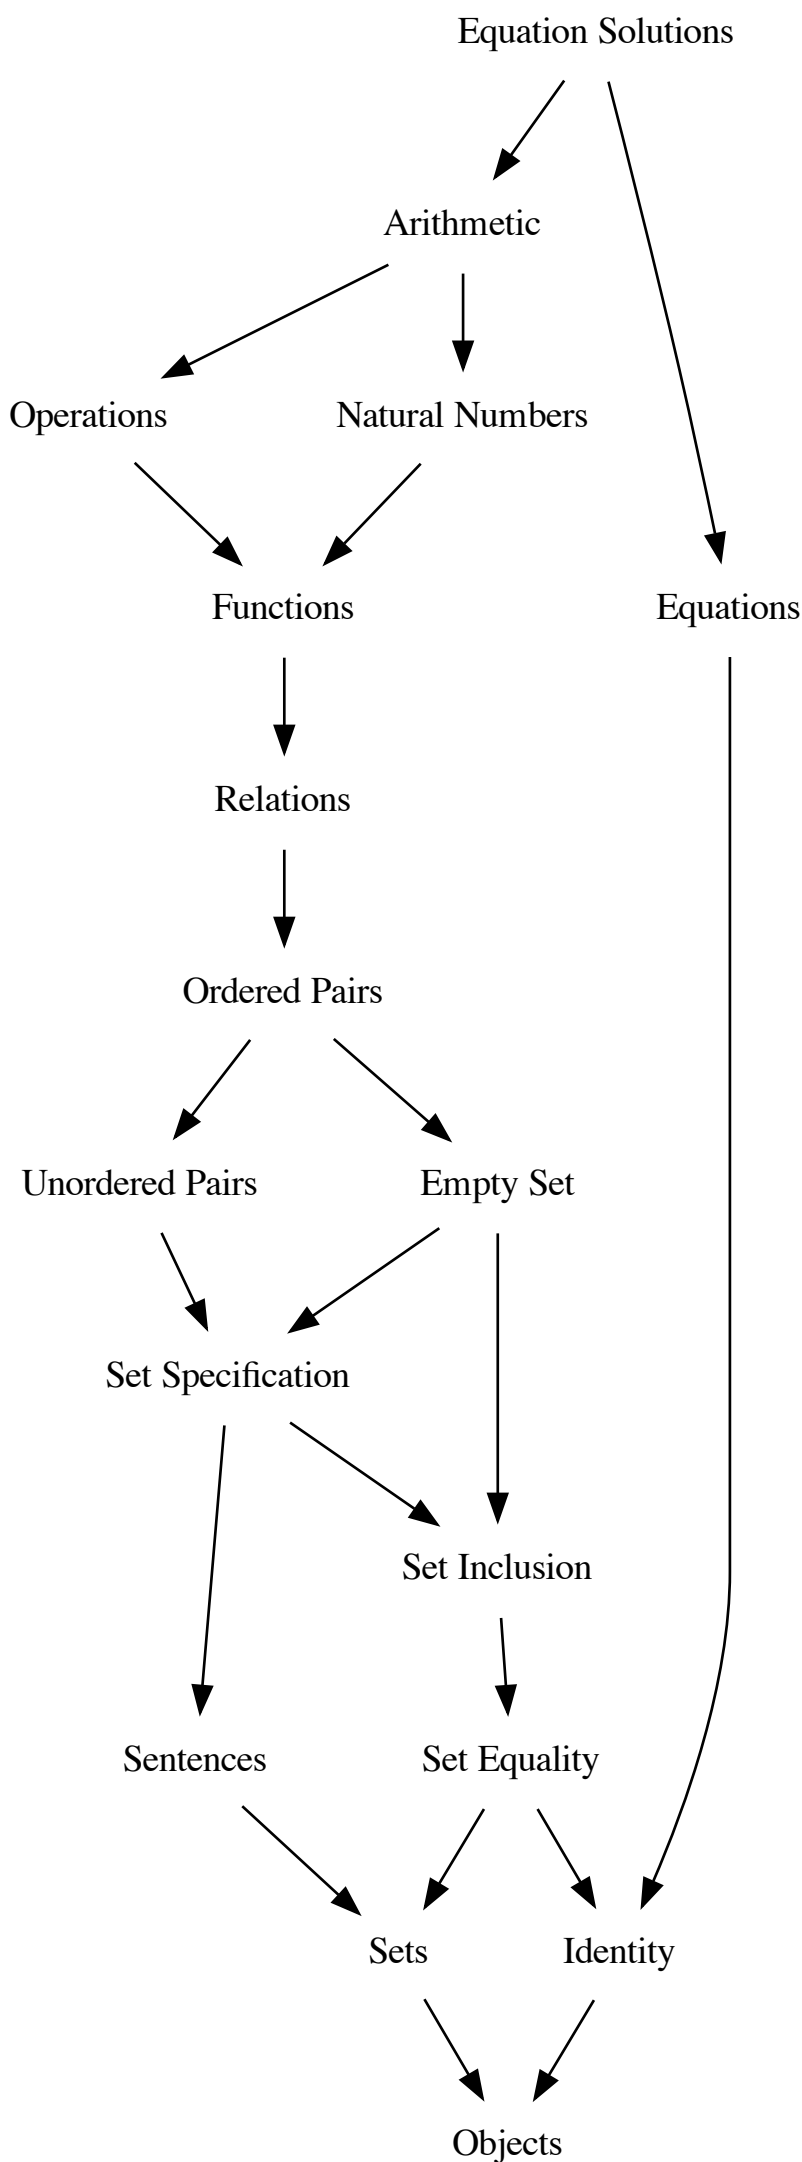 Equation Solutions
Arithmetic
Operations
Natural Numbers
Functions
Equations
Relations
Ordered Pairs
Unordered Pairs
Empty Set
Set Specification
Set Inclusion
Sentences
Set Equality
Sets
Identity
Objects